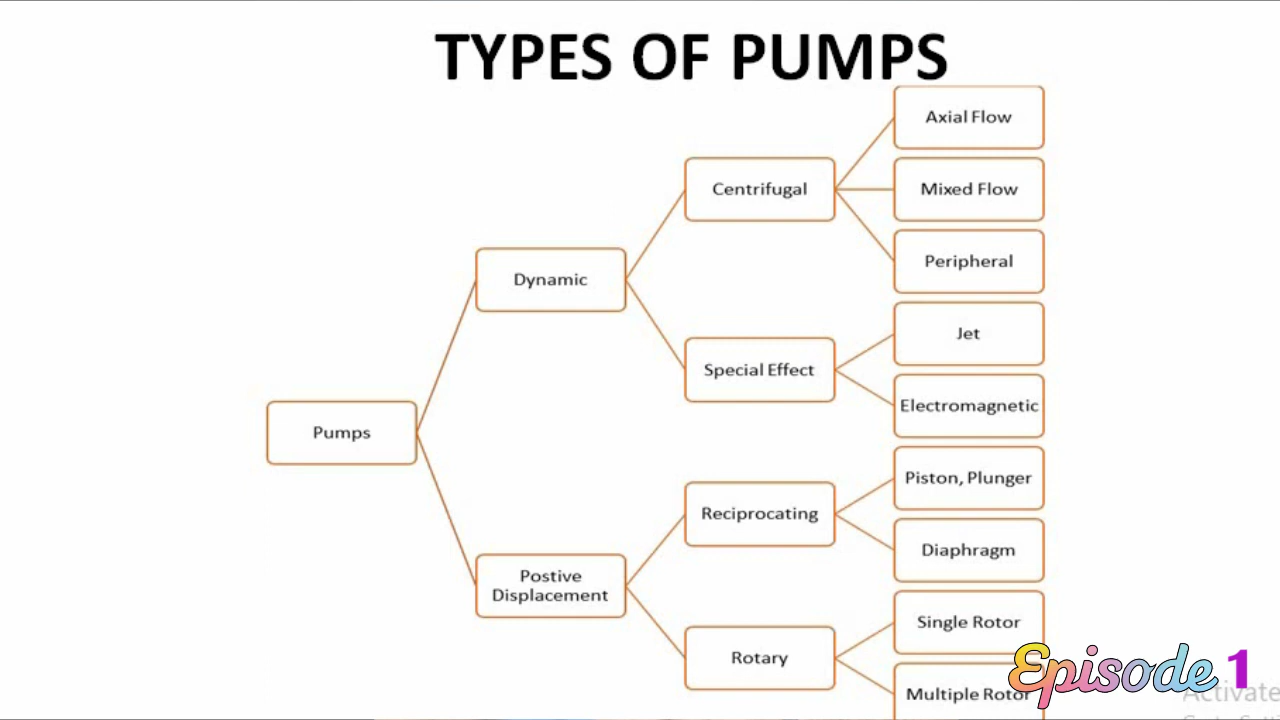 TYPES OF PUMPS
Axial Flow
Centrifugal
Mixed Flow
Dynamic
Peripheral
Special Effect
Jet
Electromagnetic
Pumps
Reciprocating
Piston, Plunger
Diaphragm
Postive
Displacement
Rotary
Single Rotor
Multiple Rotor
Episode 1
Activate